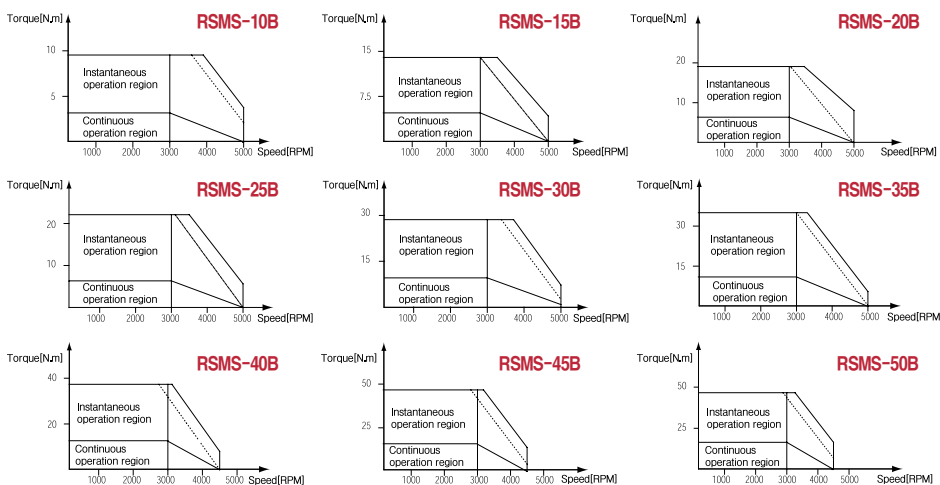 Torque[N.m]
RSMS-10B
10
5
Instantaneous
operation region
Continuous
operation region
1000 2000 3000 4000 5000 Speed[RPM]
Torque[N.m]
RSMS-15B
15
7.5
Instantaneous
operation region
Continuous
operation region
1000 2000 3000 4000 5000 Speed[RPM]
Torque[N.m]
RSMS-20B
20
10
Instantaneous
operation region
Continuous
operation region
1000 2000 3000 4000 5000 Speed[RPM]
Torque[N.m]
RSMS-25B
20
10
Instantaneous
operation region
Continuous
operation region
1000 2000 3000 4000 5000 Speed[RPM]
Torque[N.m]
RSMS-30B
30
15
Instantaneous
operation region
Continuous
operation region
1000 2000 3000 4000 5000 Speed[RPM]
Torque[N.m]
RSMS-35B
30
15
Instantaneous
operation region
Continuous
operation region
1000 2000 3000 4000 5000 Speed[RPM]
Torque[N.m]
RSMS-40B
40
20
Instantaneous
operation region
Continuous
operation region
1000 2000 3000 4000 5000 Speed[RPM]
Torque[N.m]
RSMS-45B
50
25
Instantaneous
operation region
Continuous
operation region
1000 2000 3000 4000 5000 Speed[RPM]
Torque[N.m]
RSMS-50B
50
25
Instantaneous
operation region
Continuous
operation region
1000 2000 3000 4000 5000 Speed[RPM]